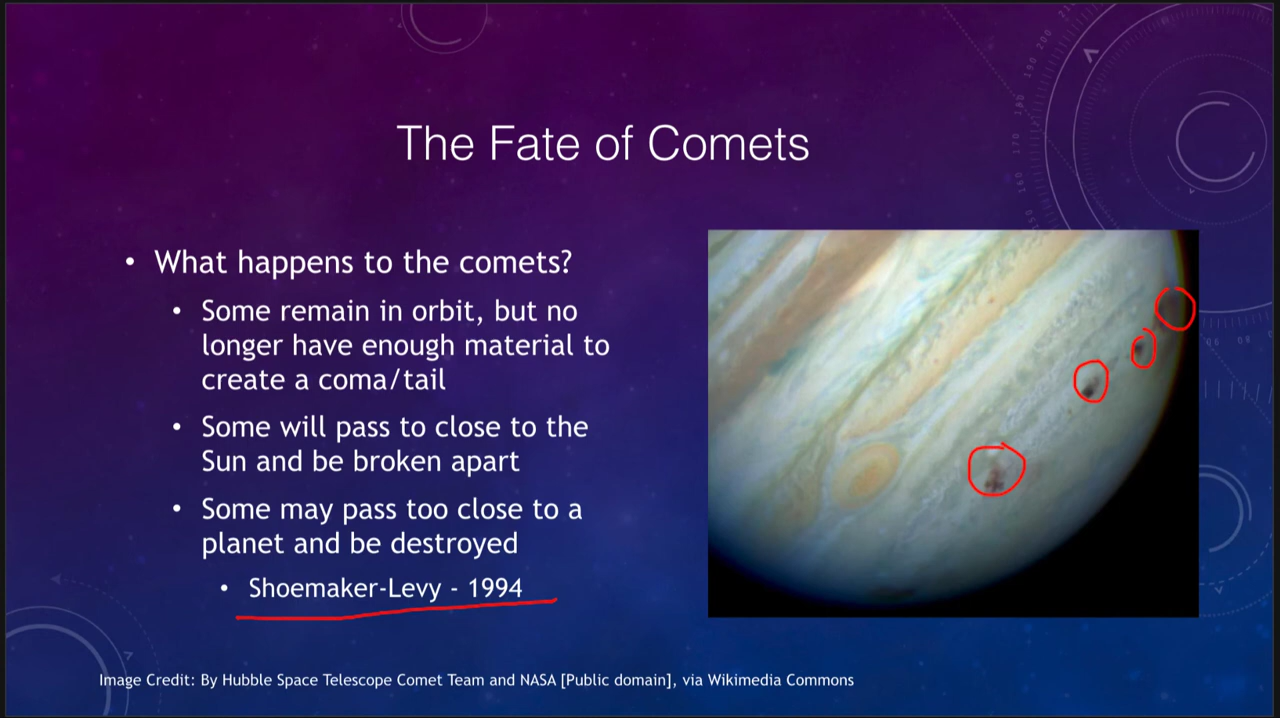 The Fate of Comets
• What happens to the comets?
• Some remain in orbit, but no
longer have enough material to
create a coma/tail
• Some will pass to close to the
Sun and be broken apart
• Some may pass too close to a
planet and be destroyed
• Shoemaker-Levy - 1994
Image Credit: By Hubble Space Telescope Comet Team and NASA [Public domain], via Wikimedia Commons